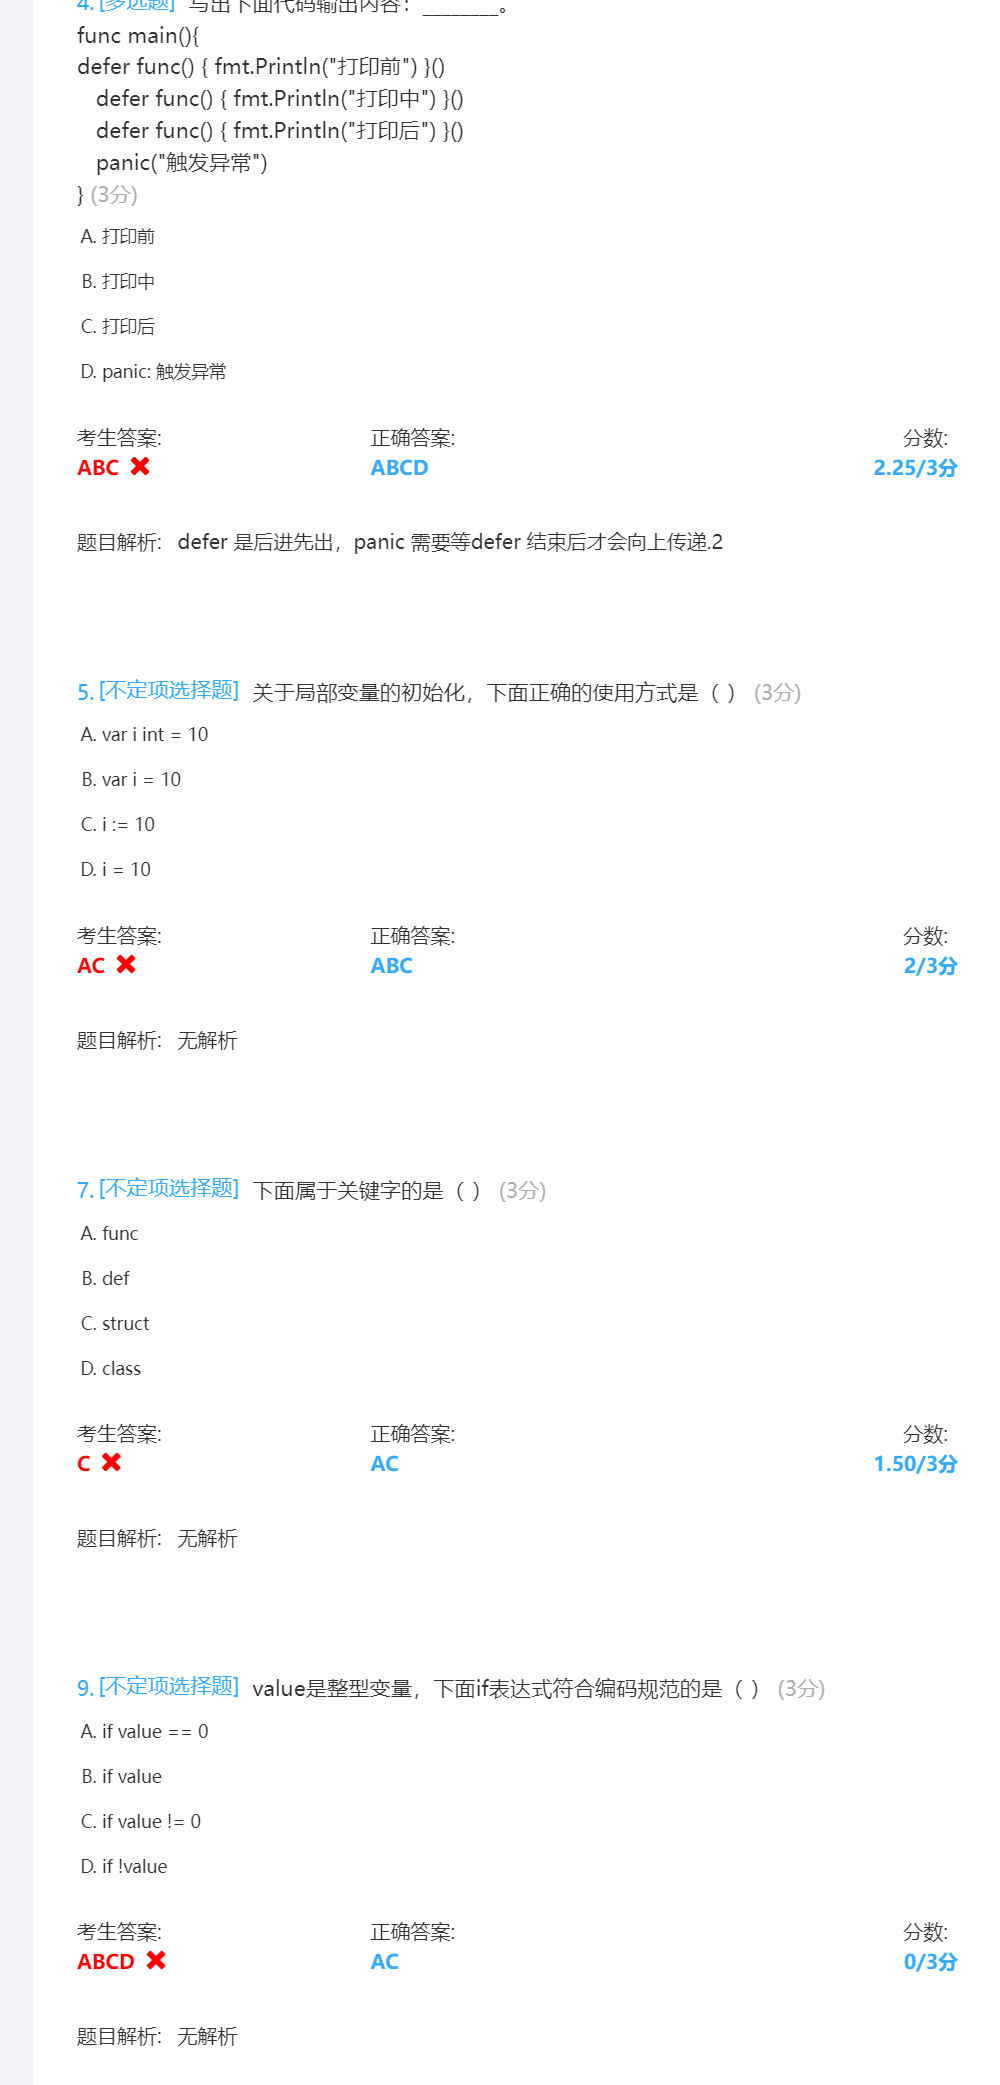 4. [多选题] 写出下面代码输出内容：________。
func main(){
defer func() { fmt.Println("打印前") }()
defer func() { fmt.Println("打印中") }()
defer func() { fmt.Println("打印后") }()
panic("触发异常")
} (3分)
A. 打印前
B. 打印中
C. 打印后
D. panic: 触发异常
考生答案: 正确答案: 分数:
ABC ✖ ABCD 2.25/3分
题目解析: defer 是后进先出，panic 需要等defer 结束后才会向上传递.2
5. [不定项选择题] 关于局部变量的初始化，下面正确的使用方式是（ ） (3分)
A. var i int = 10
B. var i = 10
C. i := 10
D. i = 10
考生答案: 正确答案: 分数:
AC ✖ ABC 2/3分
题目解析: 无解析
7. [不定项选择题] 下面属于关键字的是（ ） (3分)
A. func
B. def
C. struct
D. class
考生答案: 正确答案: 分数:
C ✖ AC 1.50/3分
题目解析: 无解析
9. [不定项选择题] value是整型变量，下面if表达式符合编码规范的是（ ） (3分)
A. if value == 0
B. if value
C. if value != 0
D. if !value
考生答案: 正确答案: 分数:
ABCD ✖ AC 0/3分
题目解析: 无解析